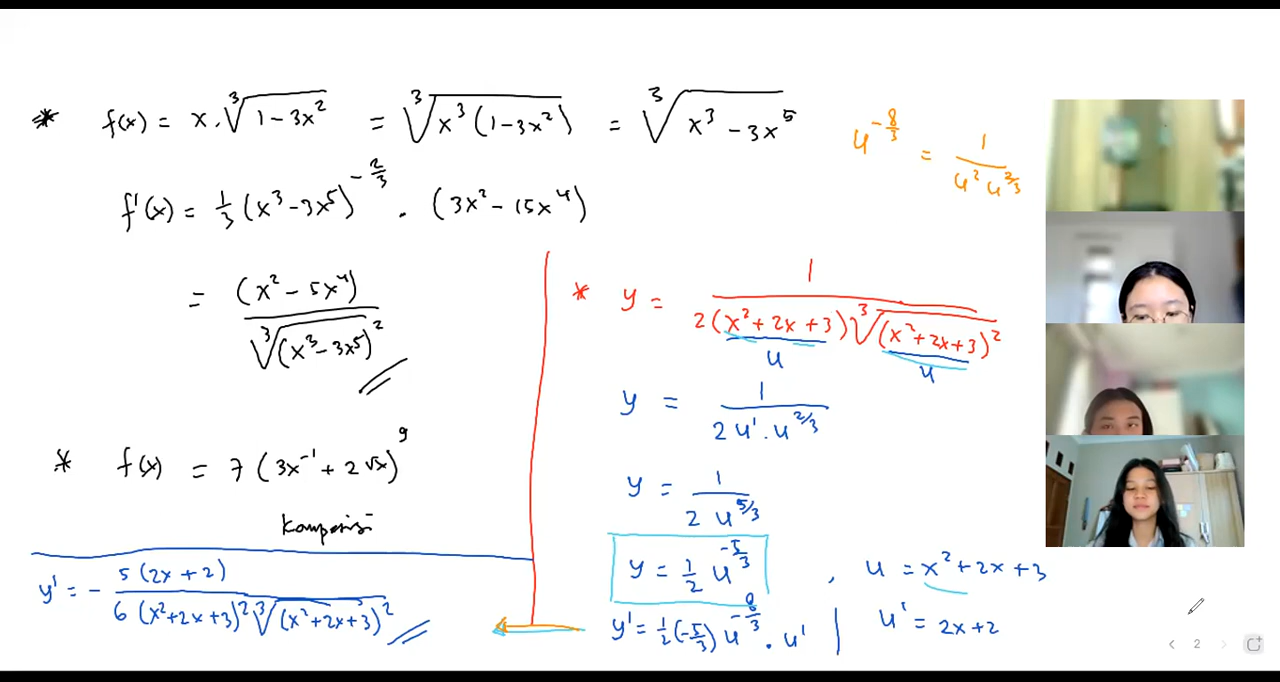 * f(x) = x.∛(1-3x²) = ∛(x³(1-3x²)) = ∛(x³-3x⁵)
f'(x) = 1/3 (x³-3x⁵)^(-2/3) . (3x²-15x⁴)
= (x²-5x⁴) / ∛((x³-3x⁵)²)
* f(x) = 7 (3x⁻¹ + 2√x)⁹
Komposisi
y' = - 5(2x+2) / 6(x²+2x+3)² ∛((x²+2x+3)²)
u^(-8/3) = 1 / u² u^(2/3)
* y = 1 / 2(x²+2x+3) ∛((x²+2x+3)²)
u u
y = 1 / 2 u¹ . u^(2/3)
y = 1 / 2 u^(5/3)
y = 1/2 u^(-5/3) , u = x²+2x+3
y' = 1/2 (-5/3) u^(-8/3) . u' | u' = 2x+2
2